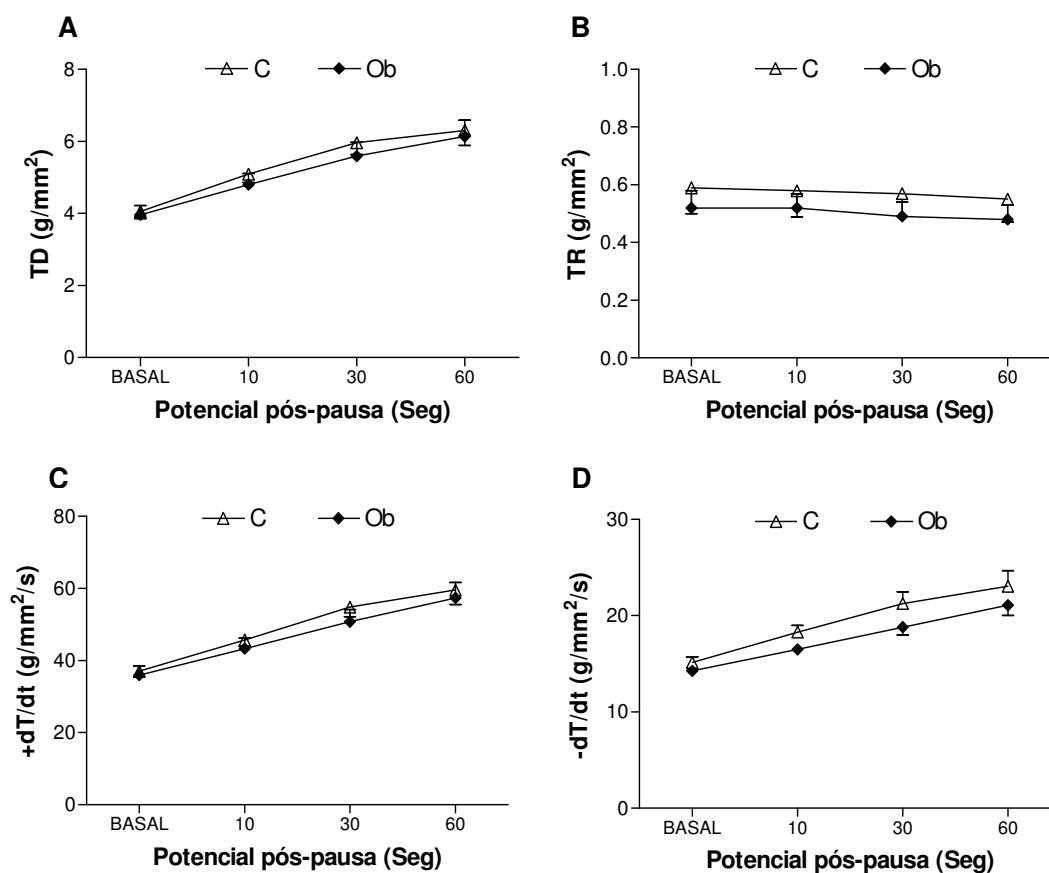 A
C Ob
TD (g/mm²)
8
6
4
2
0
BASAL 10 30 60
Potencial pós-pausa (Seg)
B
C Ob
TR (g/mm²)
1.0
0.8
0.6
0.4
0.2
0.0
BASAL 10 30 60
Potencial pós-pausa (Seg)
C
C Ob
+dT/dt (g/mm²/s)
80
60
40
20
0
BASAL 10 30 60
Potencial pós-pausa (Seg)
D
C Ob
-dT/dt (g/mm²/s)
30
20
10
0
BASAL 10 30 60
Potencial pós-pausa (Seg)